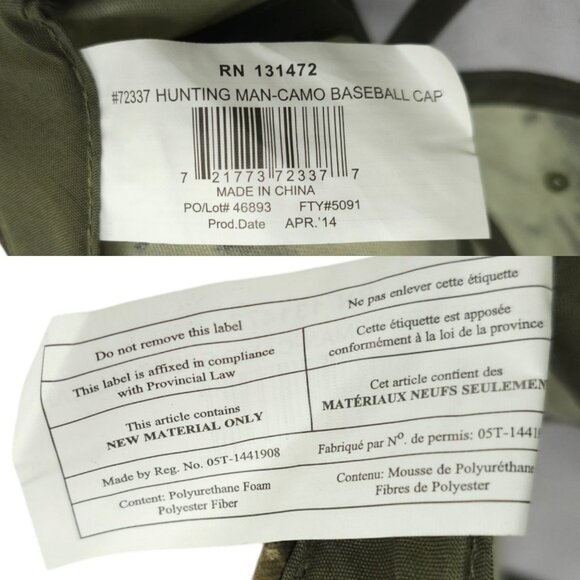 RN 131472
#72337 HUNTING MAN-CAMO BASEBALL CAP
7 21773 72337 7
MADE IN CHINA
PO/Lot# 46893 FTY#5091
Prod.Date APR.'14
Do not remove this label
Ne pas enlever cette étiquette
This label is affixed in compliance
with Provincial Law
Cette étiquette est apposée
conformément à la loi de la province
This article contains
NEW MATERIAL ONLY
Cet article contient des
MATÉRIAUX NEUFS SEULEMEN
Made by Reg. No. 05T-1441908
Fabriqué par Nº. de permis: 05T-14419
Content: Polyurethane Foam
Polyester Fiber
Contenu: Mousse de Polyuréthane
Fibres de Polyester